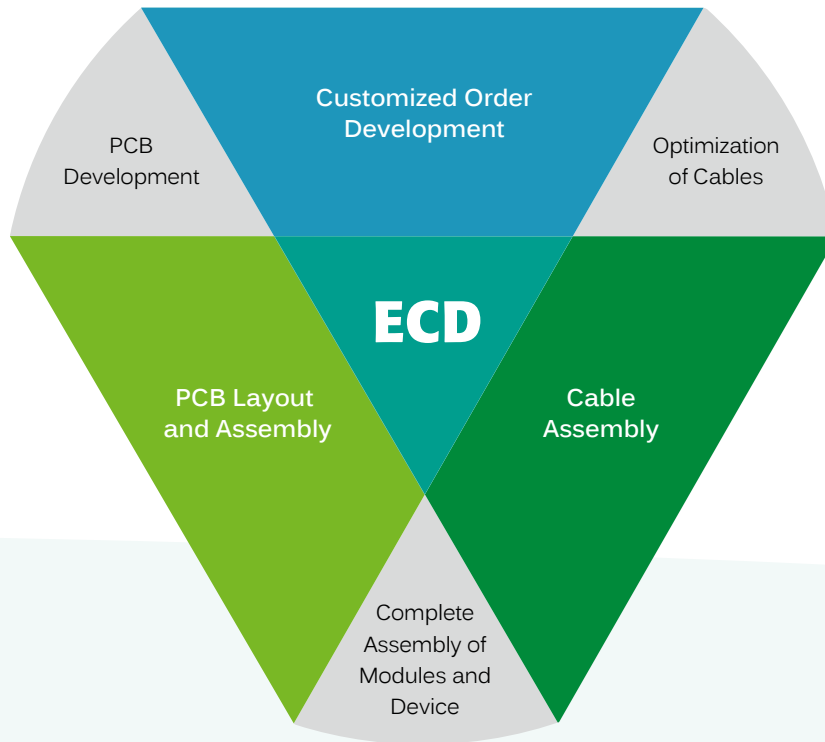 Customized Order
Development
PCB
Development
Optimization
of Cables
ECD
PCB Layout
and Assembly
Cable
Assembly
Complete
Assembly of
Modules and
Device